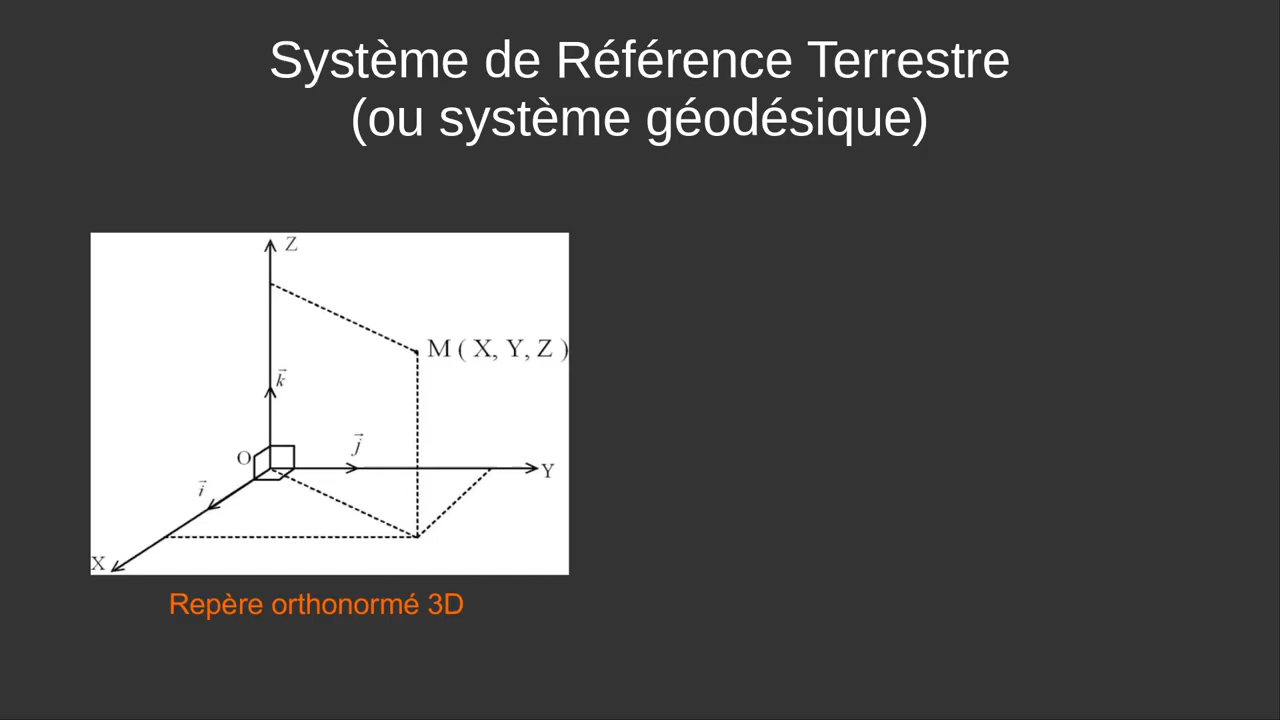 Système de Référence Terrestre
(ou système géodésique)
Z
M ( X, Y, Z )
k
j
O
Y
i
X
Repère orthonormé 3D